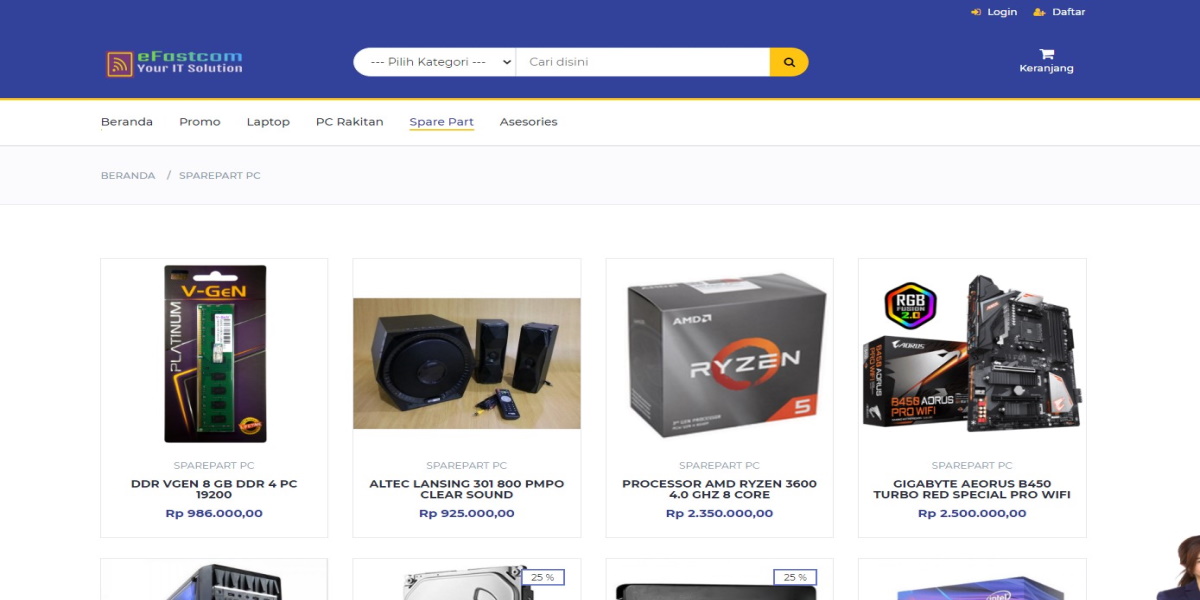 Login Daftar
eFastcom
Your IT Solution
--- Pilih Kategori ---
Cari disini
Keranjang
Beranda Promo Laptop PC Rakitan Spare Part Asesories
BERANDA / SPAREPART PC
V-GeN
PLATINUM
AMD
RYZEN
5
RGB
FUSION
2.0
AORUS
B450 AORUS
PRO WIFI
SPAREPART PC
DDR VGEN 8 GB DDR 4 PC
19200
Rp 986.000,00
SPAREPART PC
ALTEC LANSING 301 800 PMPO
CLEAR SOUND
Rp 925.000,00
SPAREPART PC
PROCESSOR AMD RYZEN 3600
4.0 GHZ 8 CORE
Rp 2.350.000,00
SPAREPART PC
GIGABYTE AEORUS B450
TURBO RED SPECIAL PRO WIFI
Rp 2.500.000,00
25 %
25 %
intel